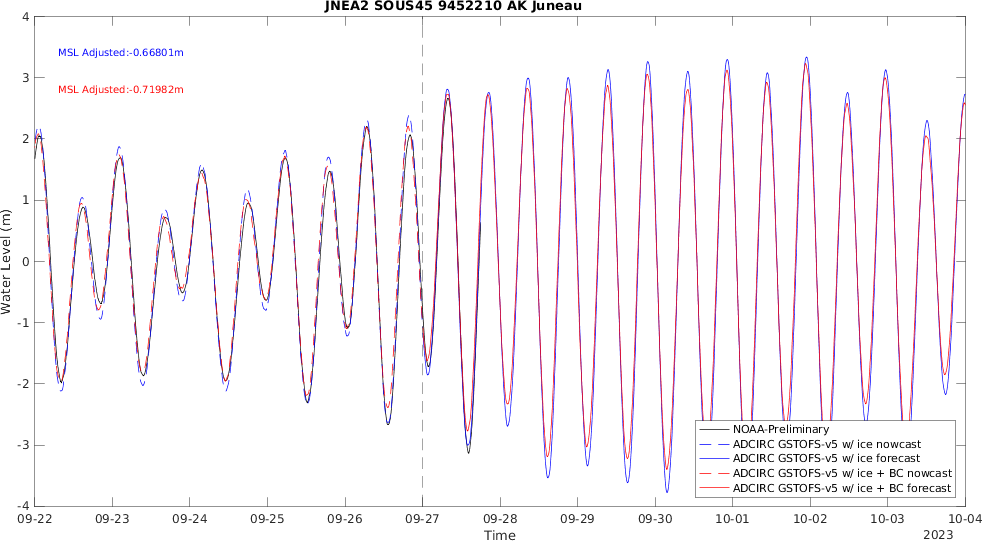 JNEA2 SOUS45 9452210 AK Juneau
MSL Adjusted:-0.66801m
MSL Adjusted:-0.71982m
Water Level (m)
4
3
2
1
0
-1
-2
-3
-4
NOAA-Preliminary
ADCIRC GSTOFS-v5 w/ ice nowcast
ADCIRC GSTOFS-v5 w/ ice forecast
ADCIRC GSTOFS-v5 w/ ice + BC nowcast
ADCIRC GSTOFS-v5 w/ ice + BC forecast
09-22 09-23 09-24 09-25 09-26 09-27 09-28 09-29 09-30 10-01 10-02 10-03 10-04
Time
2023